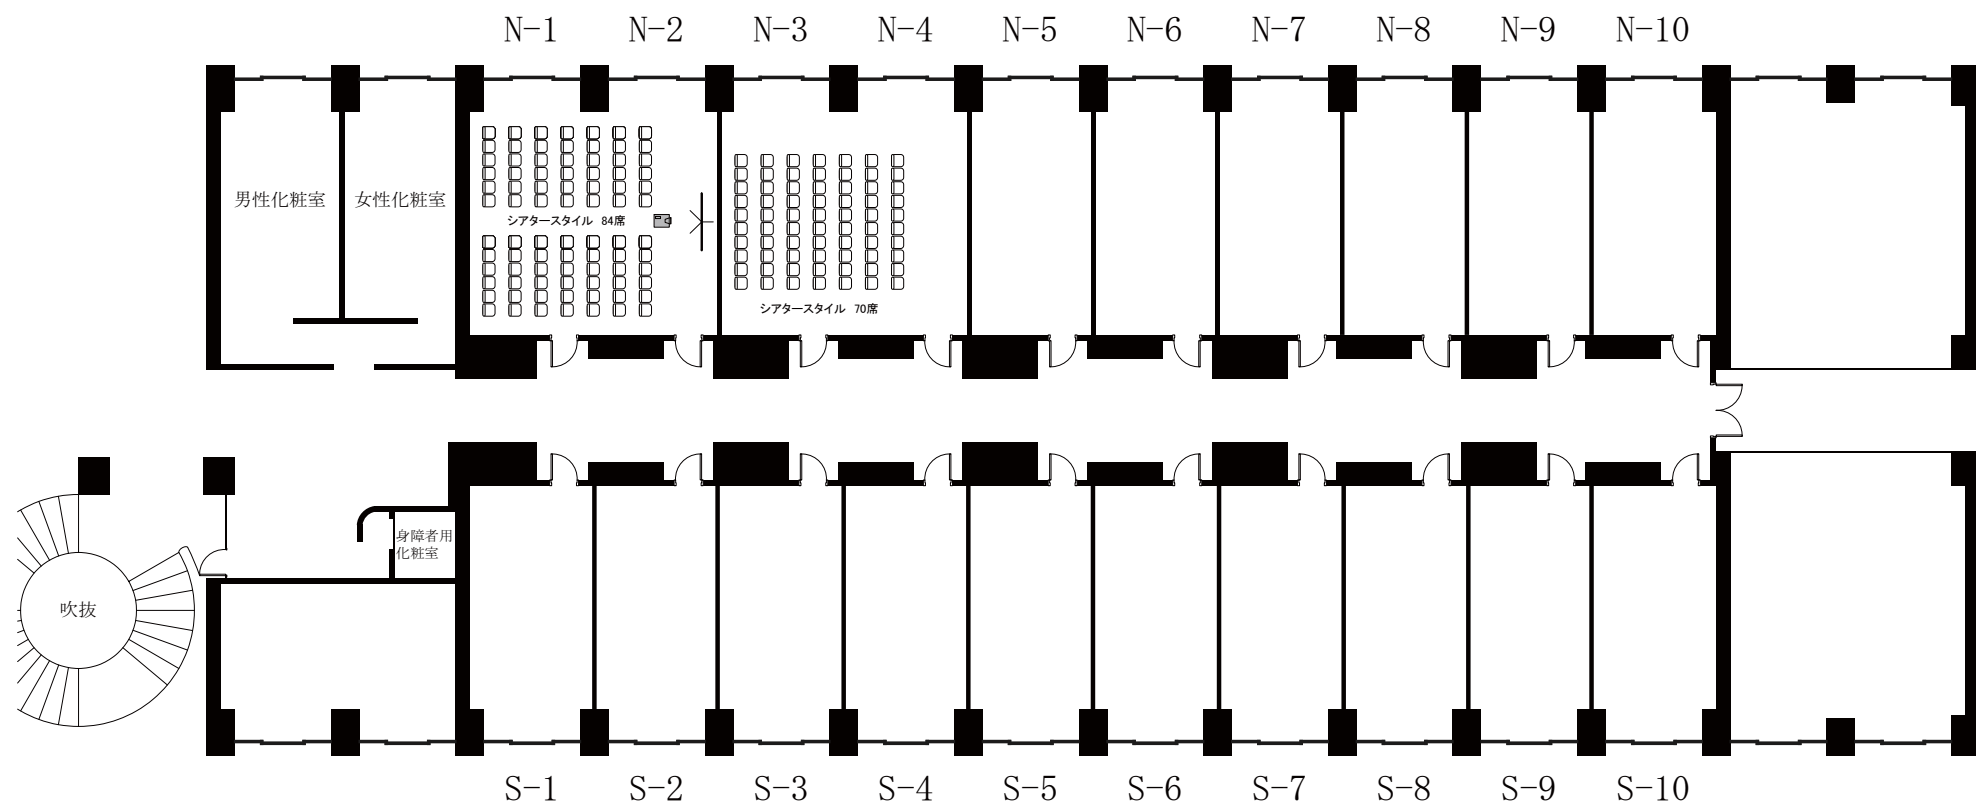 N-1 N-2 N-3 N-4 N-5 N-6 N-7 N-8 N-9 N-10
男性化粧室
女性化粧室
シアタースタイル 84席
シアタースタイル 70席
身障者用
化粧室
吹抜
S-1 S-2 S-3 S-4 S-5 S-6 S-7 S-8 S-9 S-10